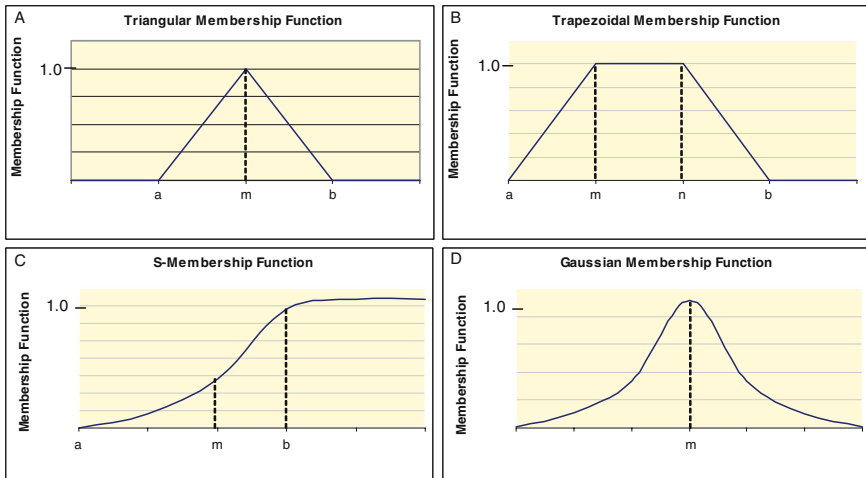 A
Triangular Membership Function
Membership Function
1.0
a
m
b
B
Trapezoidal Membership Function
Membership Function
1.0
a
m
n
b
C
S-Membership Function
Membership Function
1.0
a
m
b
D
Gaussian Membership Function
Membership Function
1.0
m